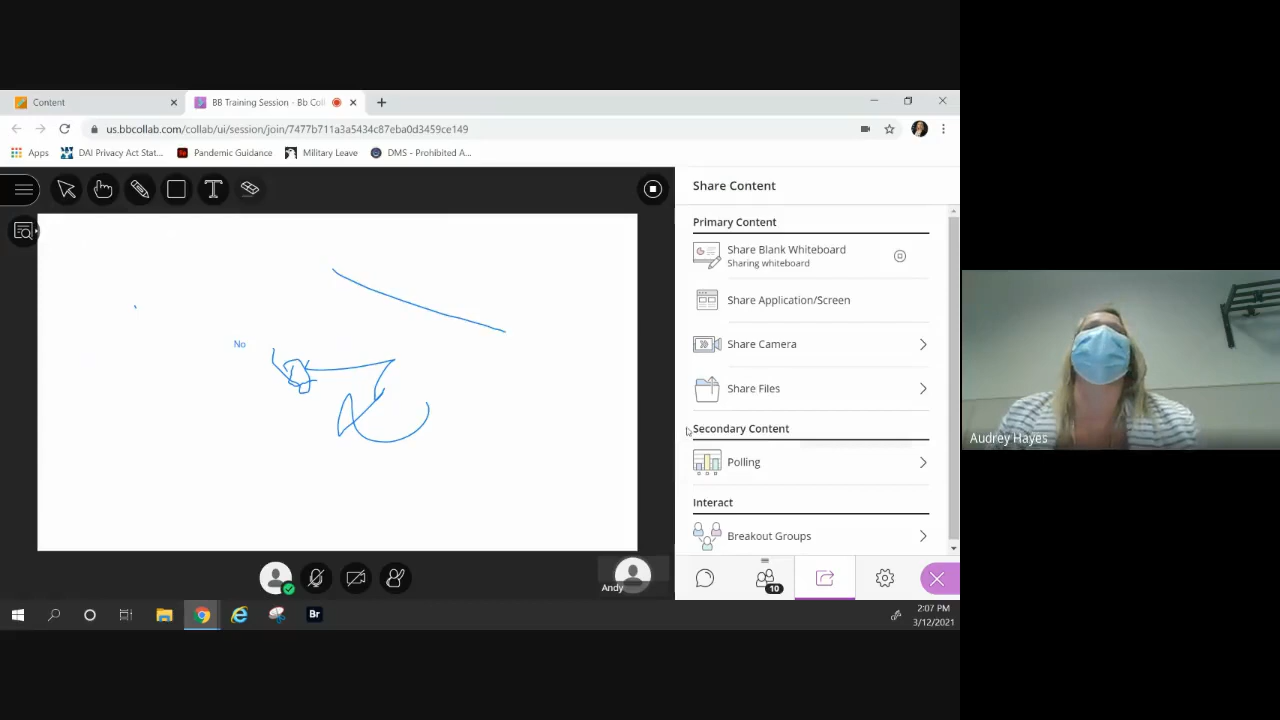 Content
BB Training Session - Bb Coll
us.bbcollab.com/collab/ui/session/join/7477b711a3a5434c87eba0d3459ce149
Apps
DAI Privacy Act Stat...
Pandemic Guidance
Military Leave
DMS - Prohibited A...
Share Content
Primary Content
Share Blank Whiteboard
Sharing whiteboard
Share Application/Screen
Share Camera
Share Files
Secondary Content
Polling
Interact
Breakout Groups
No
Andy
10
Br
2:07 PM
3/12/2021
Audrey Hayes